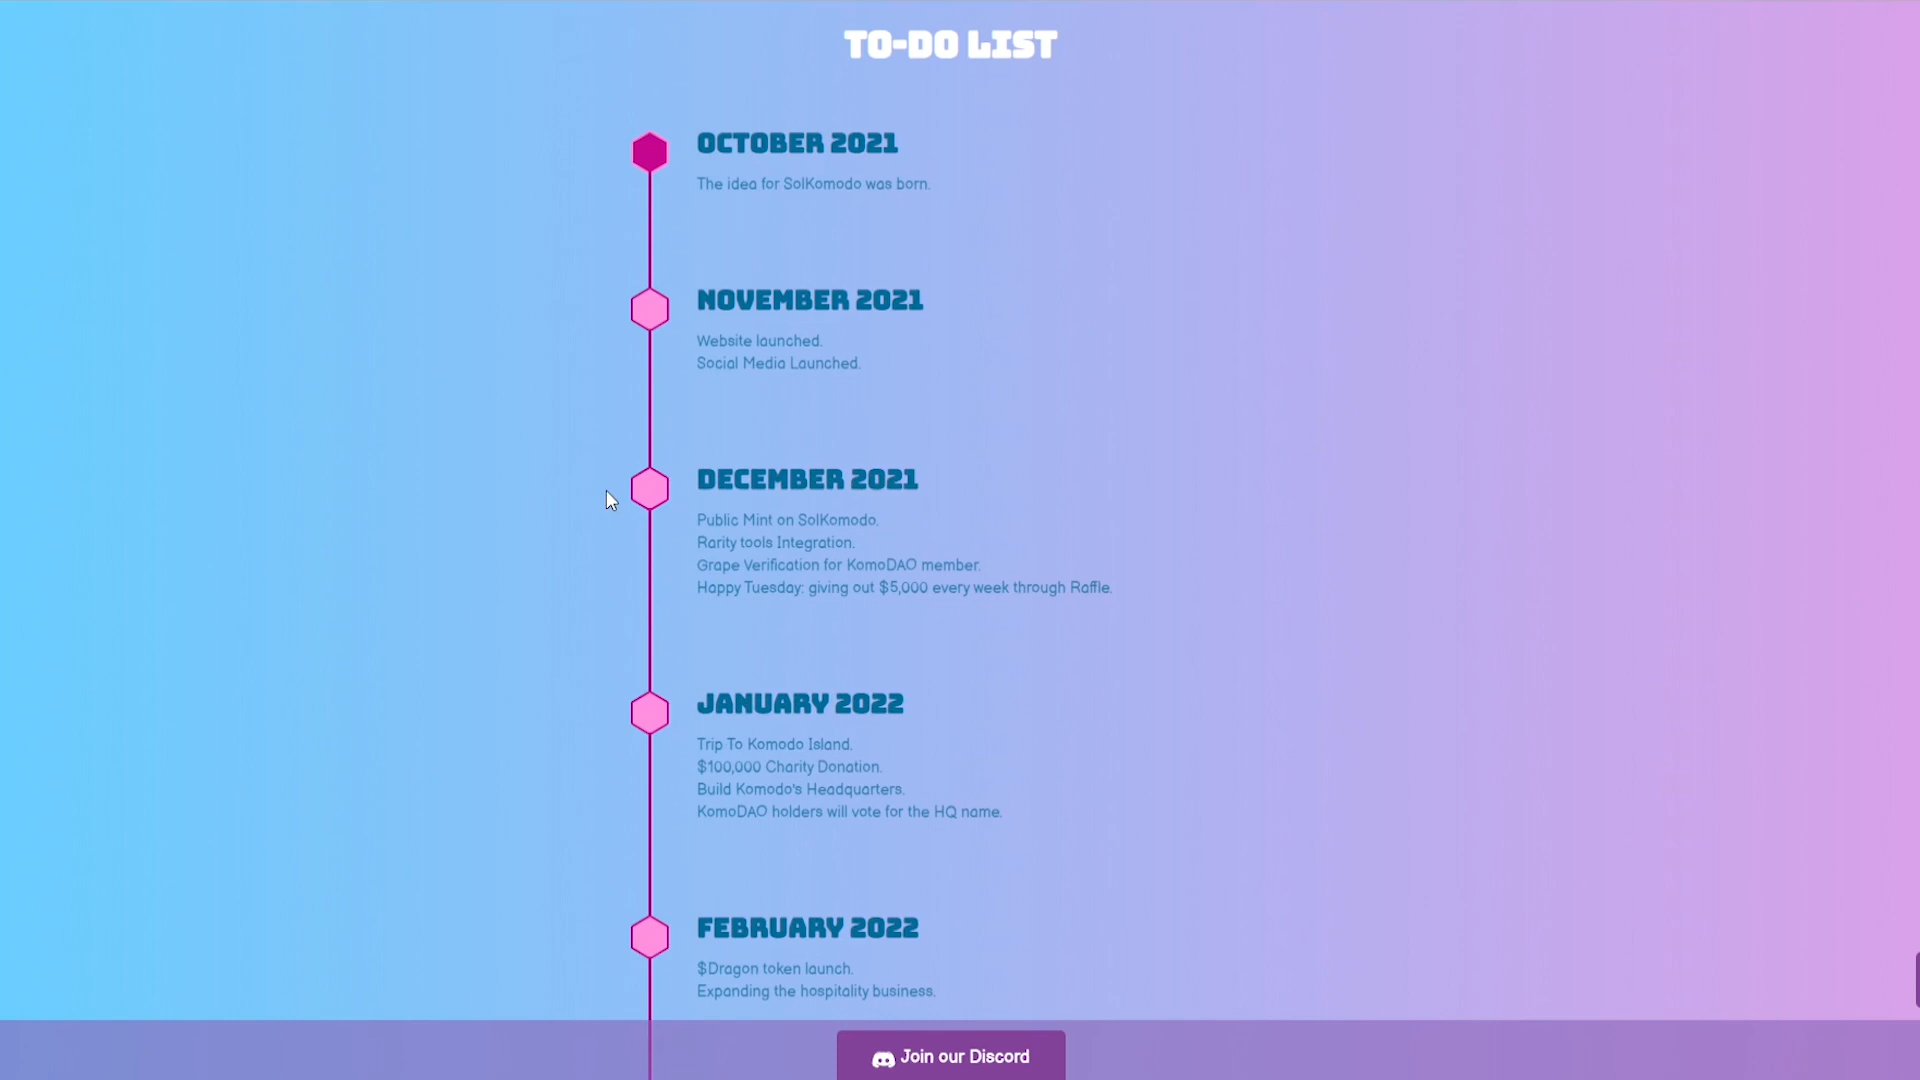 TO-DO LIST
OCTOBER 2021
The idea for SolKomodo was born.
NOVEMBER 2021
Website launched.
Social Media Launched.
DECEMBER 2021
Public Mint on SolKomodo.
Rarity tools Integration.
Grape Verification for KomoDAO member.
Happy Tuesday: giving out $5,000 every week through Raffle.
JANUARY 2022
Trip To Komodo Island.
$100,000 Charity Donation.
Build Komodo's Headquarters.
KomoDAO holders will vote for the HQ name.
FEBRUARY 2022
$Dragon token launch.
Expanding the hospitality business.
Join our Discord